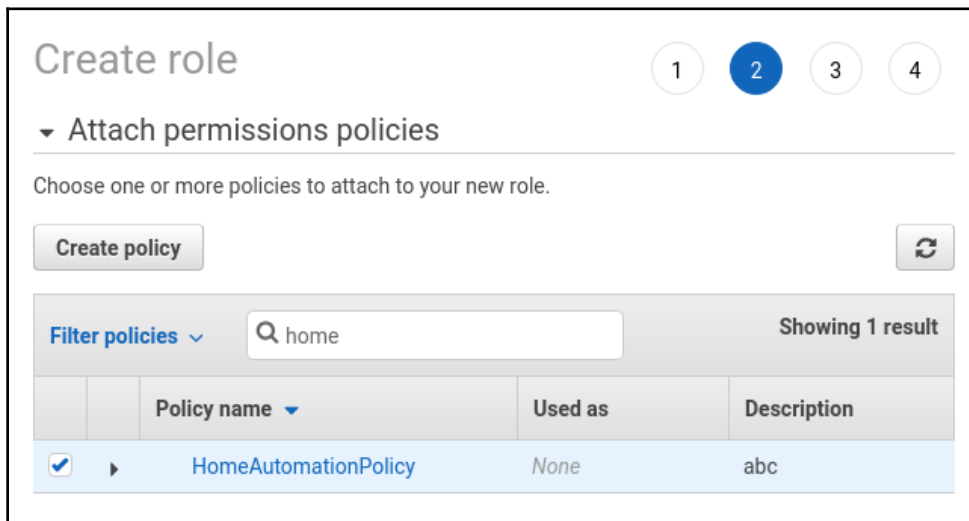 Create role
1 2 3 4
Attach permissions policies
Choose one or more policies to attach to your new role.
Create policy
Filter policies home Showing 1 result
Policy name Used as Description
HomeAutomationPolicy None abc